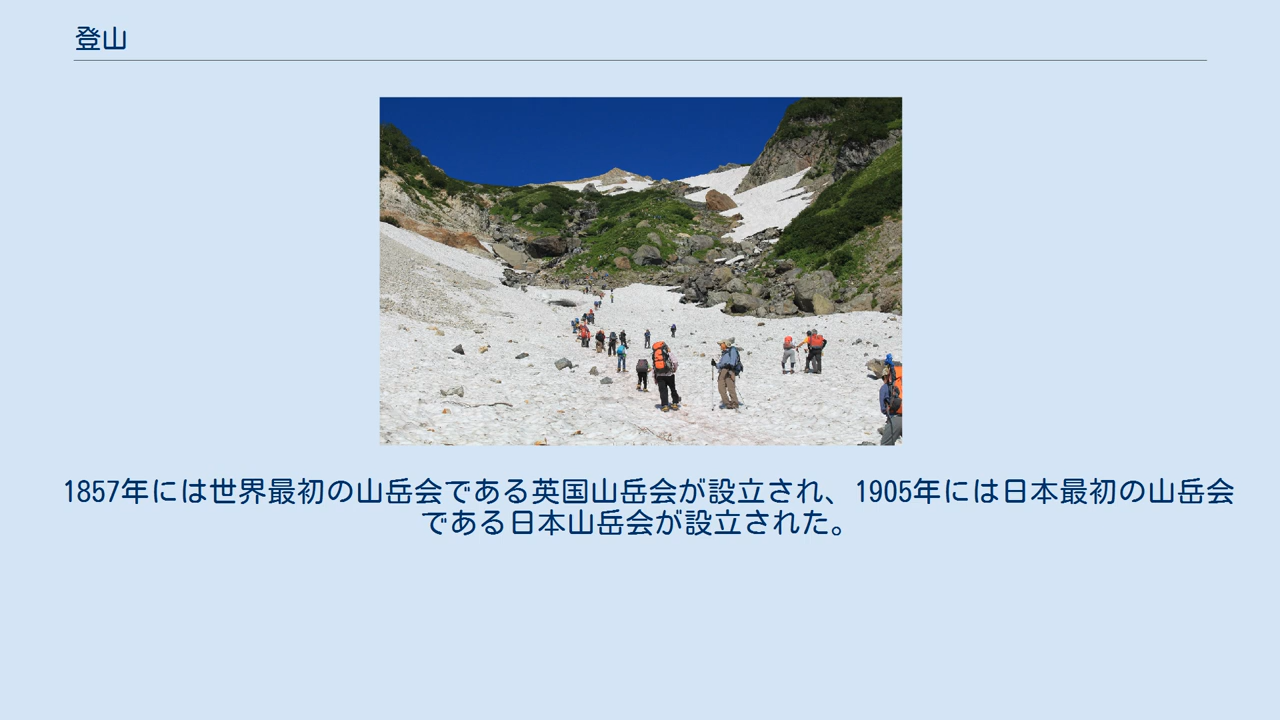 登山
1857年には世界最初の山岳会である英国山岳会が設立され、1905年には日本最初の山岳会
である日本山岳会が設立された。